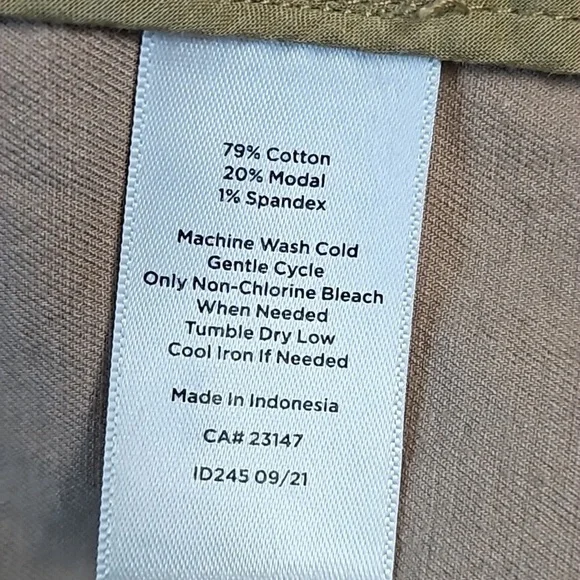 79% Cotton
20% Modal
1% Spandex
Machine Wash Cold
Gentle Cycle
Only Non-Chlorine Bleach
When Needed
Tumble Dry Low
Cool Iron If Needed
Made In Indonesia
CA# 23147
ID245 09/21